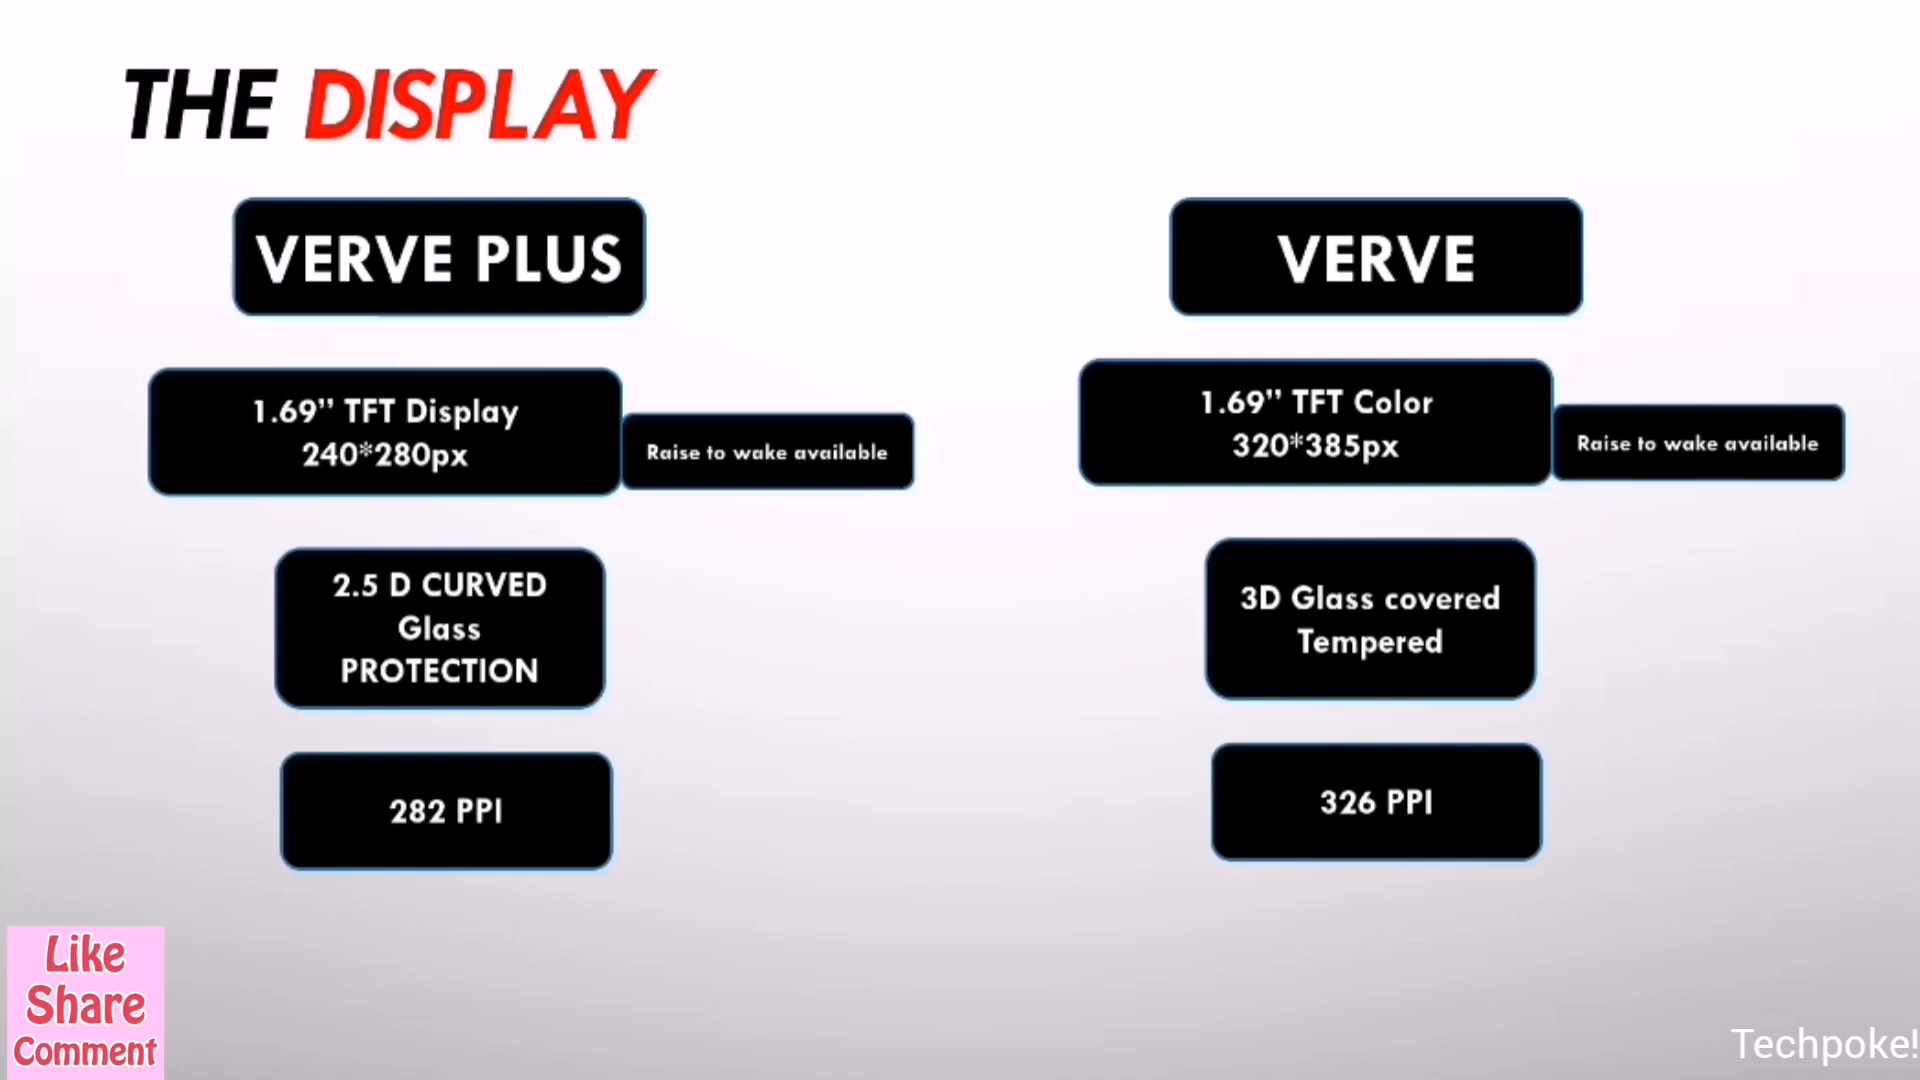 THE DISPLAY
VERVE PLUS
1.69’’ TFT Display
240*280px
Raise to wake available
2.5 D CURVED
Glass
PROTECTION
282 PPI
VERVE
1.69’’ TFT Color
320*385px
Raise to wake available
3D Glass covered
Tempered
326 PPI
Like
Share
Comment
Techpoke!